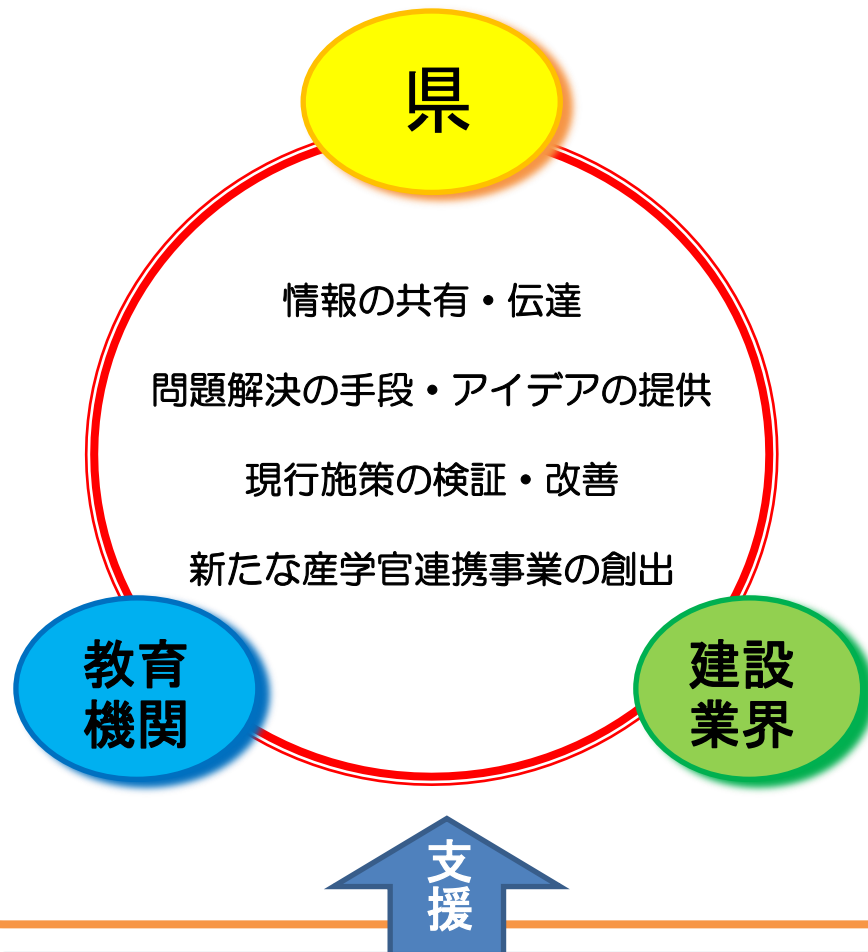 県
情報の共有・伝達
問題解決の手段・アイデアの提供
現行施策の検証・改善
新たな産学官連携事業の創出
教育
機関
建設
業界
支援